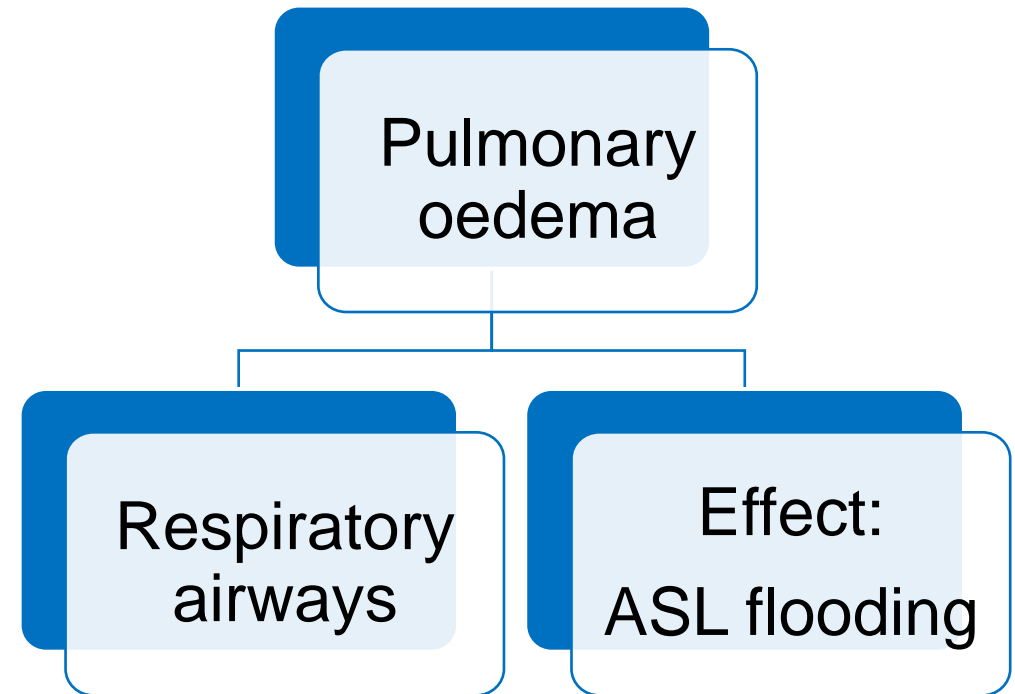 Pulmonary
oedema
Respiratory
airways
Effect:
ASL flooding